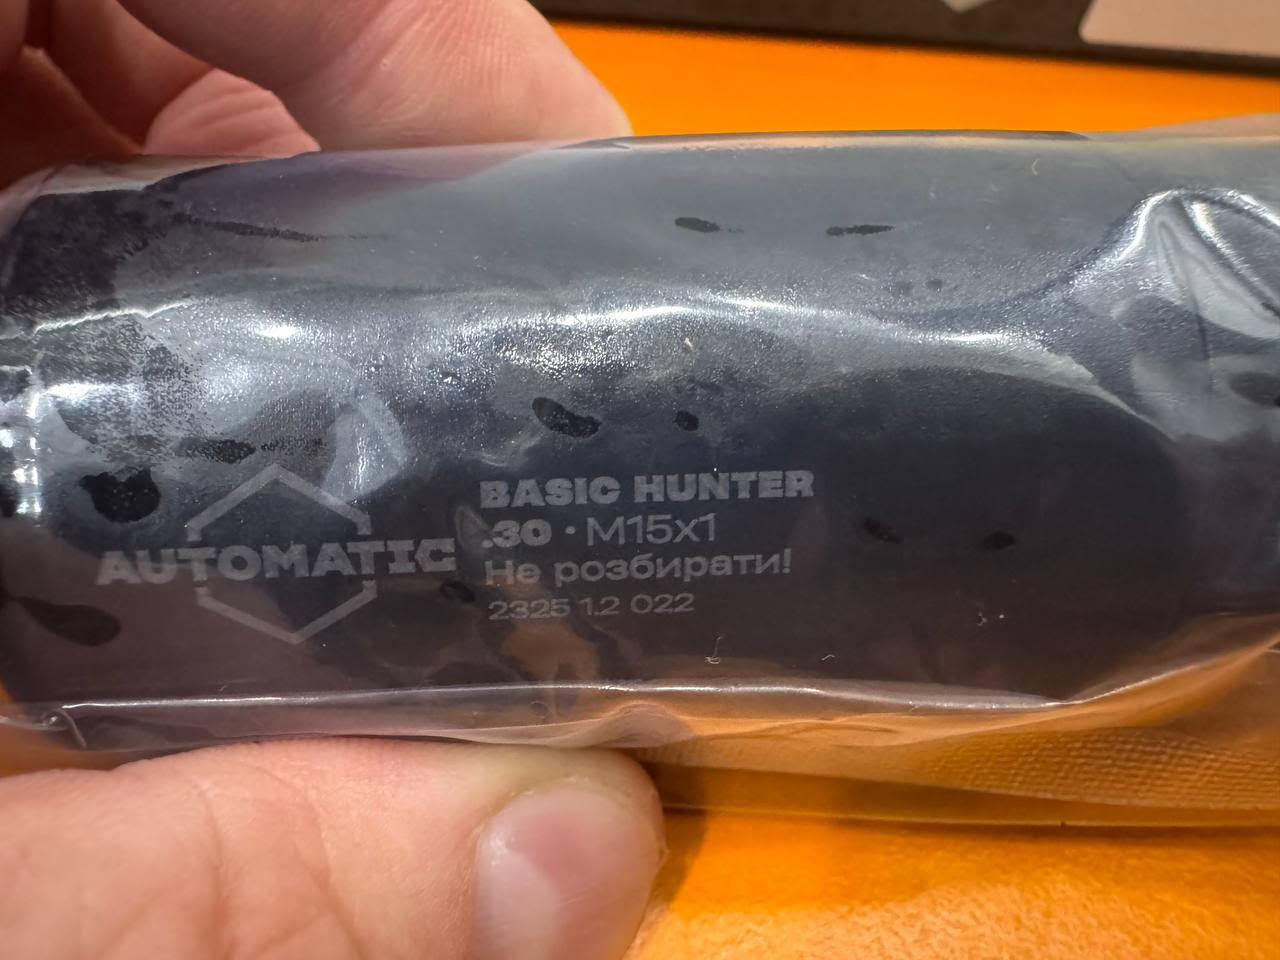 AUTOMATIC
BASIC HUNTER
.30 · M15x1
Не розбирати!
2325 1.2 022